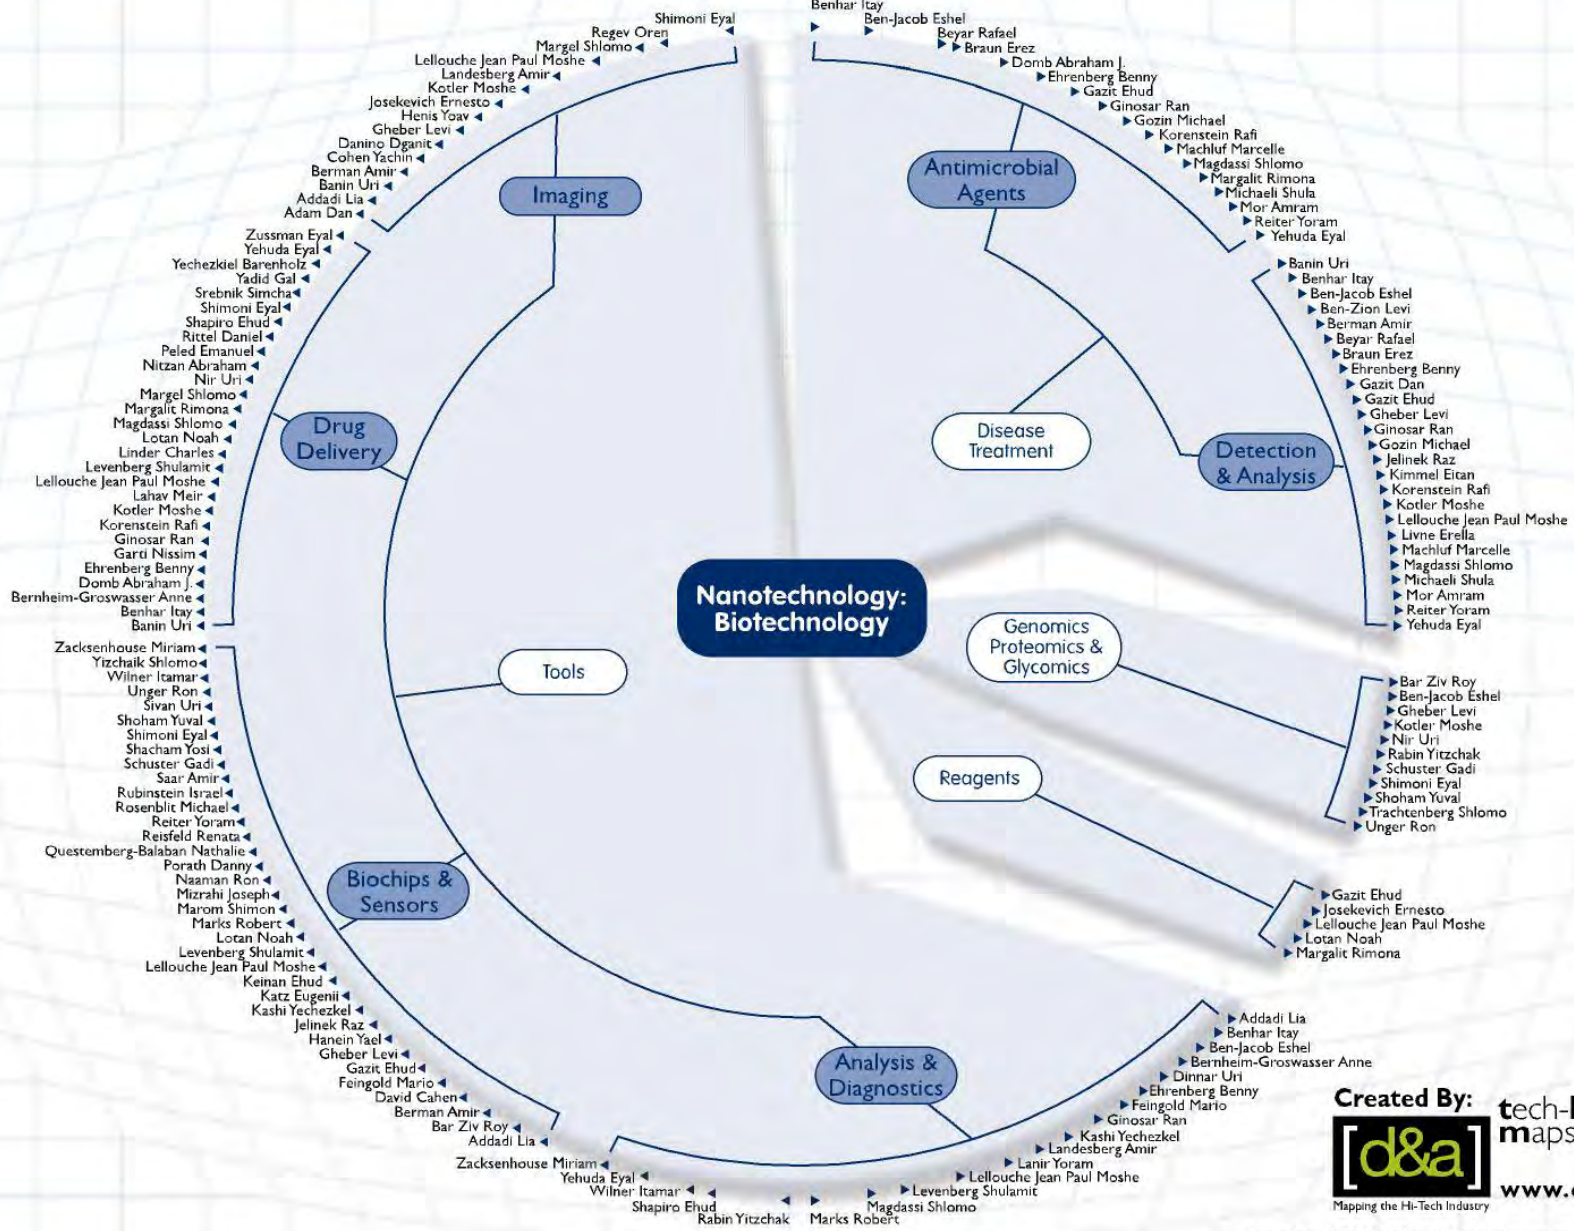 Shimoni Eyal
Regev Oren
Margel Shlomo
Lellouche Jean Paul Moshe
Landesberg Amir
Kotler Moshe
Josekevich Ernesto
Henis Yoav
Gheber Levi
Danino Dganit
Cohen Yachin
Berman Amir
Banin Uri
Addadi Lia
Adam Dan
Imaging
Zussman Eyal
Yehuda Eyal
Yechezkiel Barenholz
Yadid Gal
Srebnik Simcha
Shimoni Eyal
Shapiro Ehud
Rittel Daniel
Peled Emanuel
Nitzan Abraham
Nir Uri
Margel Shlomo
Margalit Rimona
Magdassi Shlomo
Lotan Noah
Linder Charles
Levenberg Shulamit
Lellouche Jean Paul Moshe
Lahav Meir
Kotler Moshe
Korenstein Rafi
Ginosar Ran
Garti Nissim
Ehrenberg Benny
Domb Abraham J.
Bernheim-Groswasser Anne
Benhar Itay
Banin Uri
Drug
Delivery
Zacksenhouse Miriam
Yizchaik Shlomo
Wilner Itamar
Unger Ron
Sivan Uri
Shoham Yuval
Shimoni Eyal
Shacham Yosi
Schuster Gadi
Saar Amir
Rubinstein Israel
Rosenblit Michael
Reiter Yoram
Reisfeld Renata
Questemberg-Balaban Nathalie
Porath Danny
Naaman Ron
Mizrahi Joseph
Marom Shimon
Marks Robert
Lotan Noah
Levenberg Shulamit
Lellouche Jean Paul Moshe
Keinan Ehud
Katz Eugenii
Kashi Yechezkel
Jelinek Raz
Hanein Yael
Gheber Levi
Gazit Ehud
Feingold Mario
David Cahen
Berman Amir
Bar Ziv Roy
Addadi Lia
Biochips &
Sensors
Tools
Nanotechnology:
Biotechnology
Benhar Itay
Ben-Jacob Eshel
Beyar Rafael
Braun Erez
Domb Abraham J.
Ehrenberg Benny
Gazit Ehud
Ginosar Ran
Gozin Michael
Korenstein Rafi
Machluf Marcelle
Magdassi Shlomo
Margalit Rimona
Michaeli Shula
Mor Amram
Reiter Yoram
Yehuda Eyal
Antimicrobial
Agents
Disease
Treatment
Detection
& Analysis
Banin Uri
Benhar Itay
Ben-Jacob Eshel
Ben-Zion Levi
Berman Amir
Beyar Rafael
Braun Erez
Ehrenberg Benny
Gazit Dan
Gazit Ehud
Gheber Levi
Ginosar Ran
Gozin Michael
Jelinek Raz
Kimmel Eitan
Korenstein Rafi
Kotler Moshe
Lellouche Jean Paul Moshe
Livne Erella
Machluf Marcelle
Magdassi Shlomo
Michaeli Shula
Mor Amram
Reiter Yoram
Yehuda Eyal
Genomics
Proteomics &
Glycomics
Bar Ziv Roy
Ben-Jacob Eshel
Gheber Levi
Kotler Moshe
Nir Uri
Rabin Yitzchak
Schuster Gadi
Shimoni Eyal
Shoham Yuval
Trachtenberg Shlomo
Unger Ron
Reagents
Gazit Ehud
Josekevich Ernesto
Lellouche Jean Paul Moshe
Lotan Noah
Margalit Rimona
Analysis &
Diagnostics
Addadi Lia
Benhar Itay
Ben-Jacob Eshel
Bernheim-Groswasser Anne
Dinnar Uri
Ehrenberg Benny
Feingold Mario
Ginosar Ran
Kashi Yechezkel
Landesberg Amir
Lanir Yoram
Lellouche Jean Paul Moshe
Levenberg Shulamit
Magdassi Shlomo
Marks Robert
Rabin Yitzchak
Shapiro Ehud
Wilner Itamar
Yehuda Eyal
Zacksenhouse Miriam
Created By:
[d&a]
Mapping the Hi-Tech Industry
tech-
maps
www.